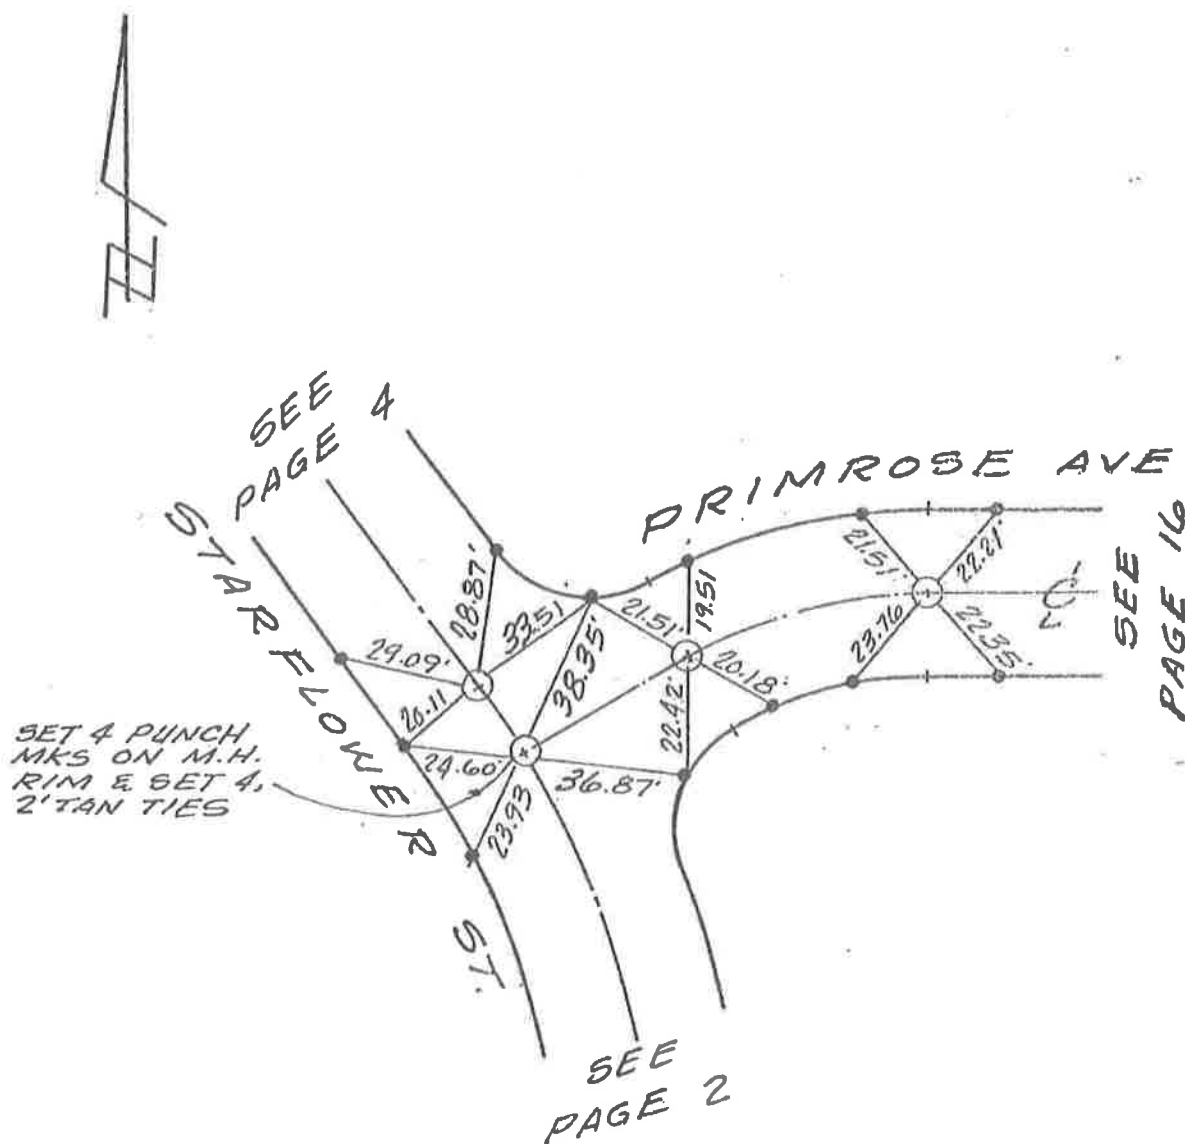 SEE
PAGE 4
STARFLOWER ST.
PRIMROSE AVE
SEE
PAGE 16
28.87'
33.51
29.09'
20.11
38.35'
24.60'
23.93
36.87'
21.51'
19.51
20.18'
22.42'
21.51'
22.21'
23.76
22.35'
CL
SET 4 PUNCH
MKS ON M.H.
RIM & SET 4,
2' TAN TIES
SEE
PAGE 2